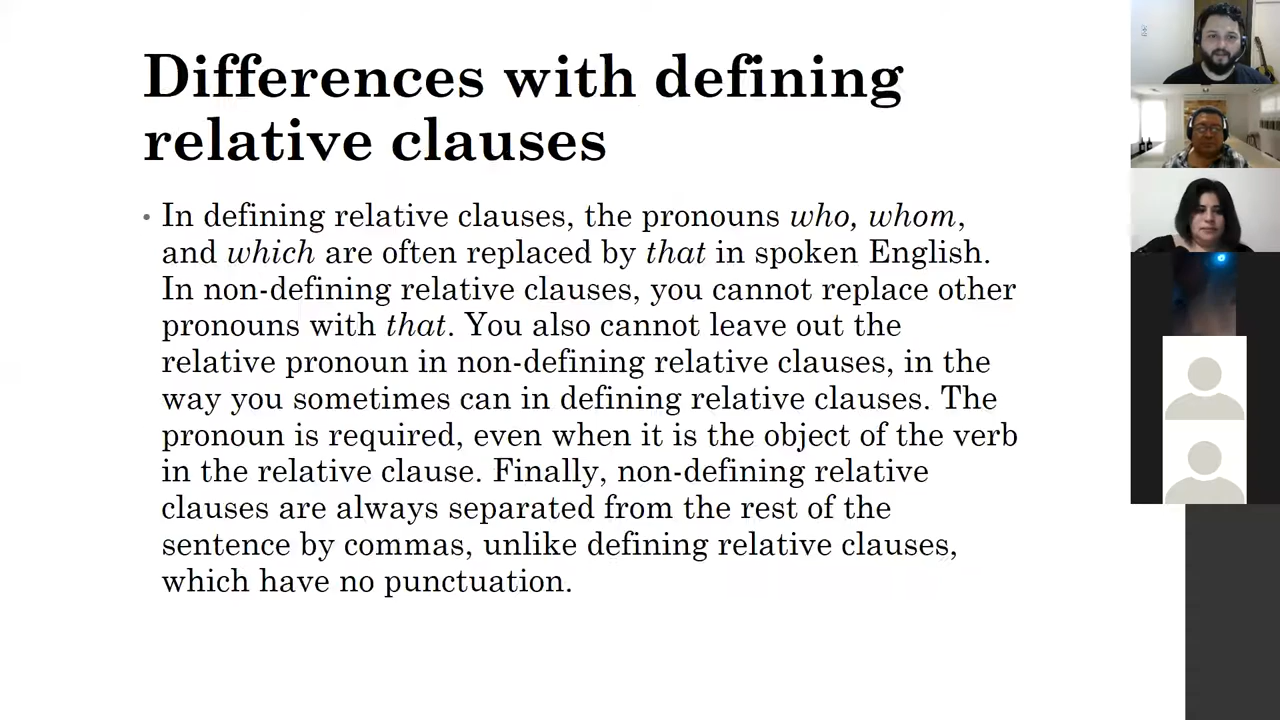 Differences with defining
relative clauses
• In defining relative clauses, the pronouns who, whom,
and which are often replaced by that in spoken English.
In non-defining relative clauses, you cannot replace other
pronouns with that. You also cannot leave out the
relative pronoun in non-defining relative clauses, in the
way you sometimes can in defining relative clauses. The
pronoun is required, even when it is the object of the verb
in the relative clause. Finally, non-defining relative
clauses are always separated from the rest of the
sentence by commas, unlike defining relative clauses,
which have no punctuation.